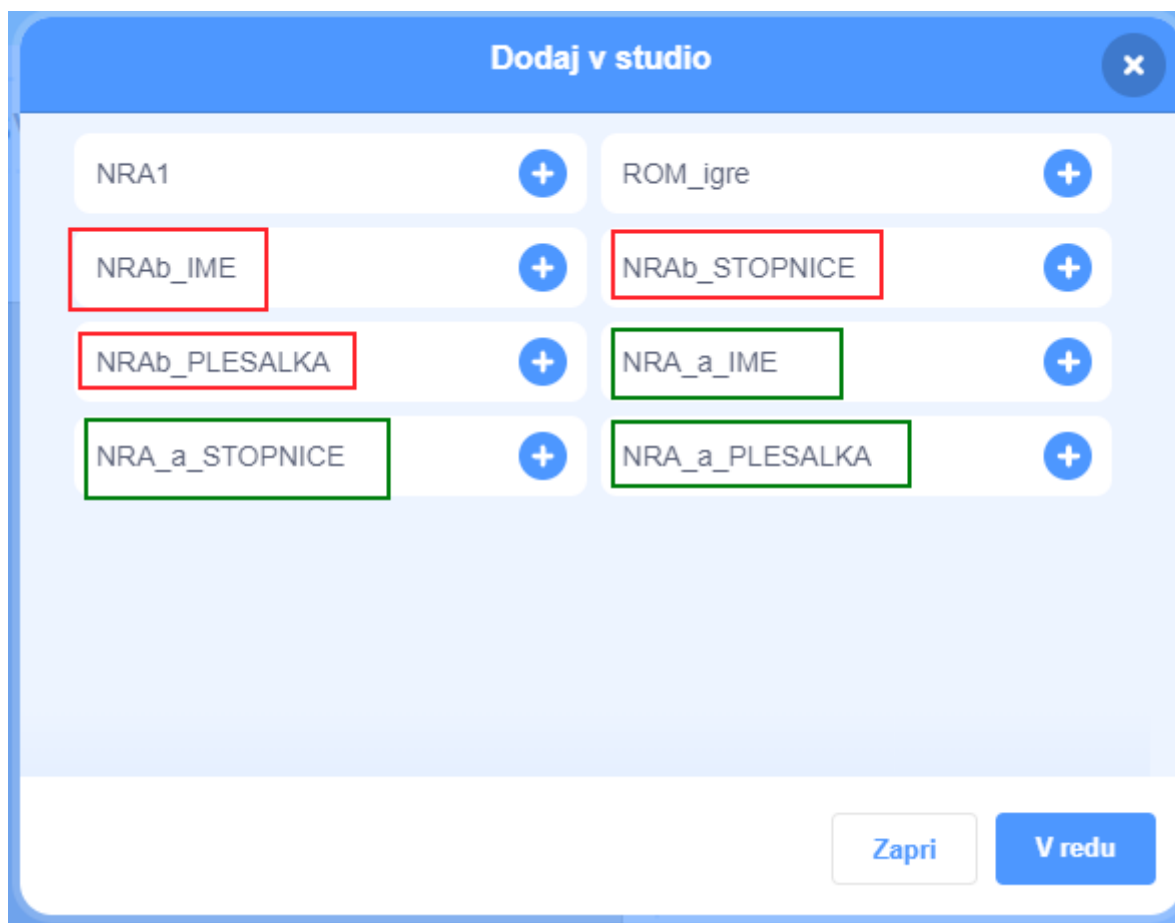 Dodaj v studio
NRA1
ROM_igre
NRAb_IME
NRAb_STOPNICE
NRAb_PLESALKA
NRA_a_IME
NRA_a_STOPNICE
NRA_a_PLESALKA
Zapri
V redu